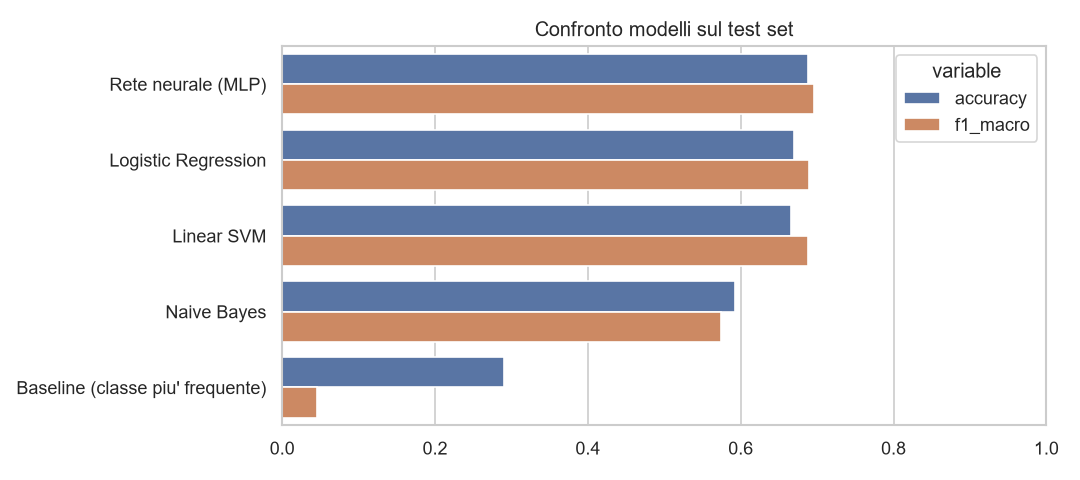 Confronto modelli sul test set
variable
accuracy
f1_macro
Rete neurale (MLP)
Logistic Regression
Linear SVM
Naive Bayes
Baseline (classe piu' frequente)
0.0 0.2 0.4 0.6 0.8 1.0